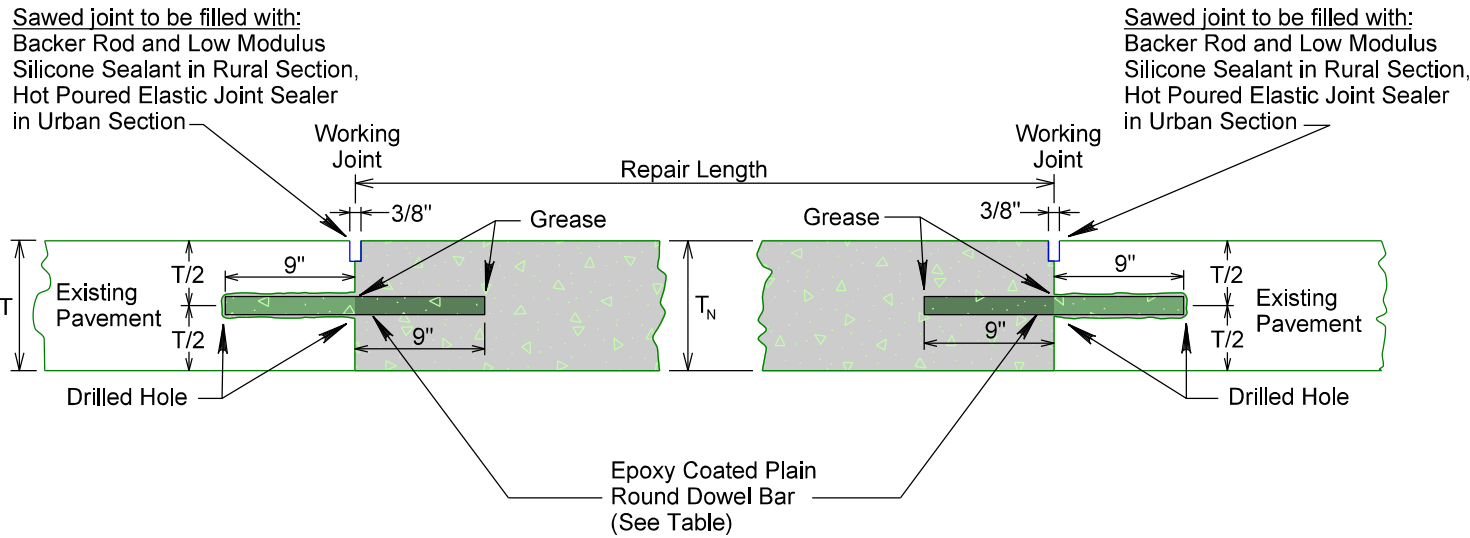 Sawed joint to be filled with:
Backer Rod and Low Modulus
Silicone Sealant in Rural Section,
Hot Poured Elastic Joint Sealer
in Urban Section
Sawed joint to be filled with:
Backer Rod and Low Modulus
Silicone Sealant in Rural Section,
Hot Poured Elastic Joint Sealer
in Urban Section
Working
Joint
Working
Joint
Repair Length
3/8"
Grease
Grease
3/8"
T
Existing
Pavement
T/2
T/2
9"
9"
TN
9"
9"
T/2
T/2
Existing
Pavement
Drilled Hole
Drilled Hole
Epoxy Coated Plain
Round Dowel Bar
(See Table)